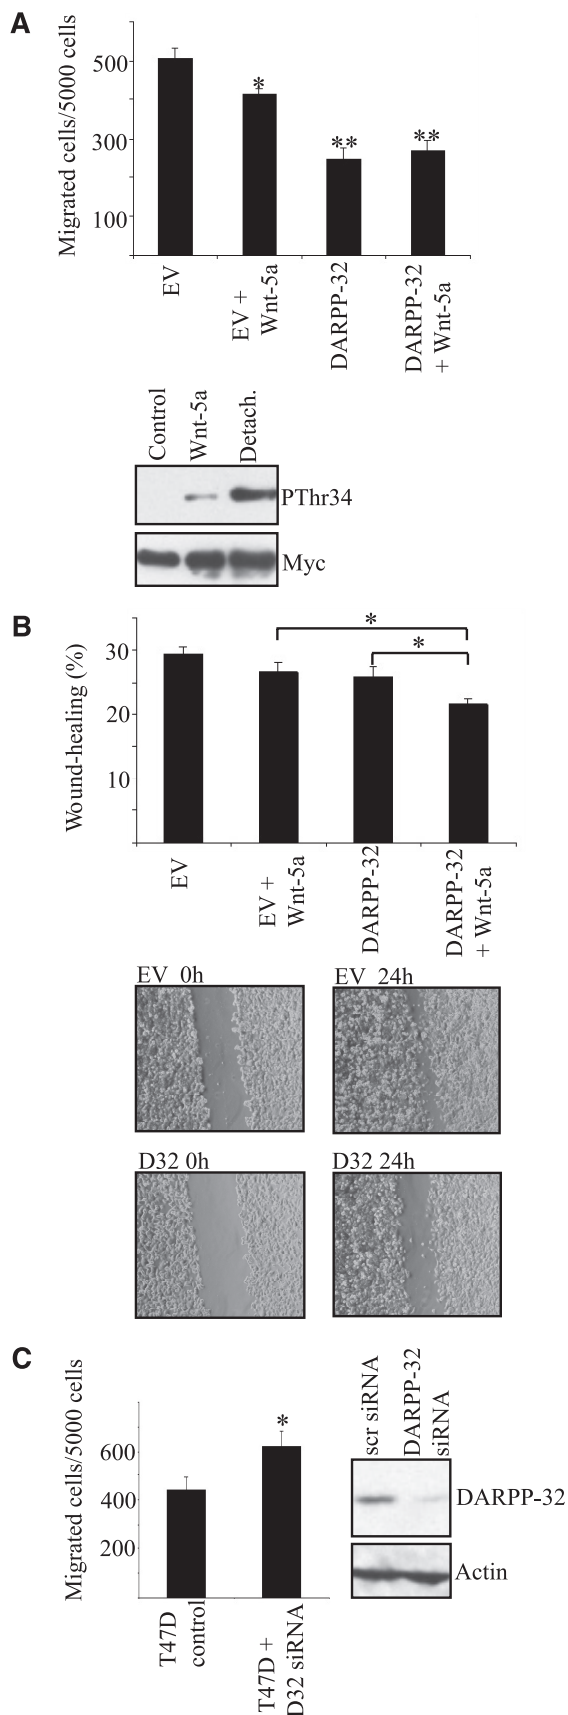 A
Migrated cells/5000 cells
500
300
100
*
**
**
EV
EV +
Wnt-5a
DARPP-32
DARPP-32
+ Wnt-5a
Control
Wnt-5a
Detach.
PThr34
Myc
B
Wound-healing (%)
30
20
10
*
*
EV
EV +
Wnt-5a
DARPP-32
DARPP-32
+ Wnt-5a
EV 0h
EV 24h
D32 0h
D32 24h
C
Migrated cells/5000 cells
600
400
200
*
T47D
control
T47D +
D32 siRNA
scr siRNA
DARPP-32
siRNA
DARPP-32
Actin